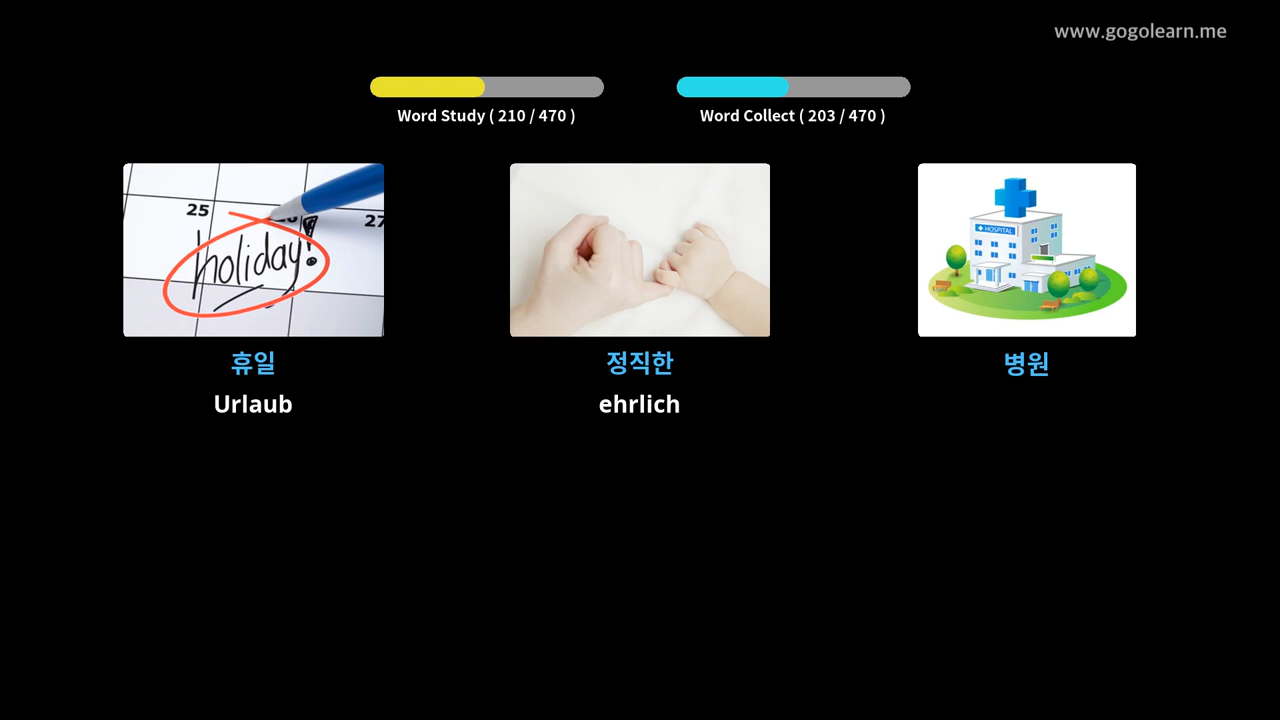 www.gogolearn.me
Word Study ( 210 / 470 )
Word Collect ( 203 / 470 )
25
27
holiday!
HOSPITAL
휴일
정직한
병원
Urlaub
ehrlich